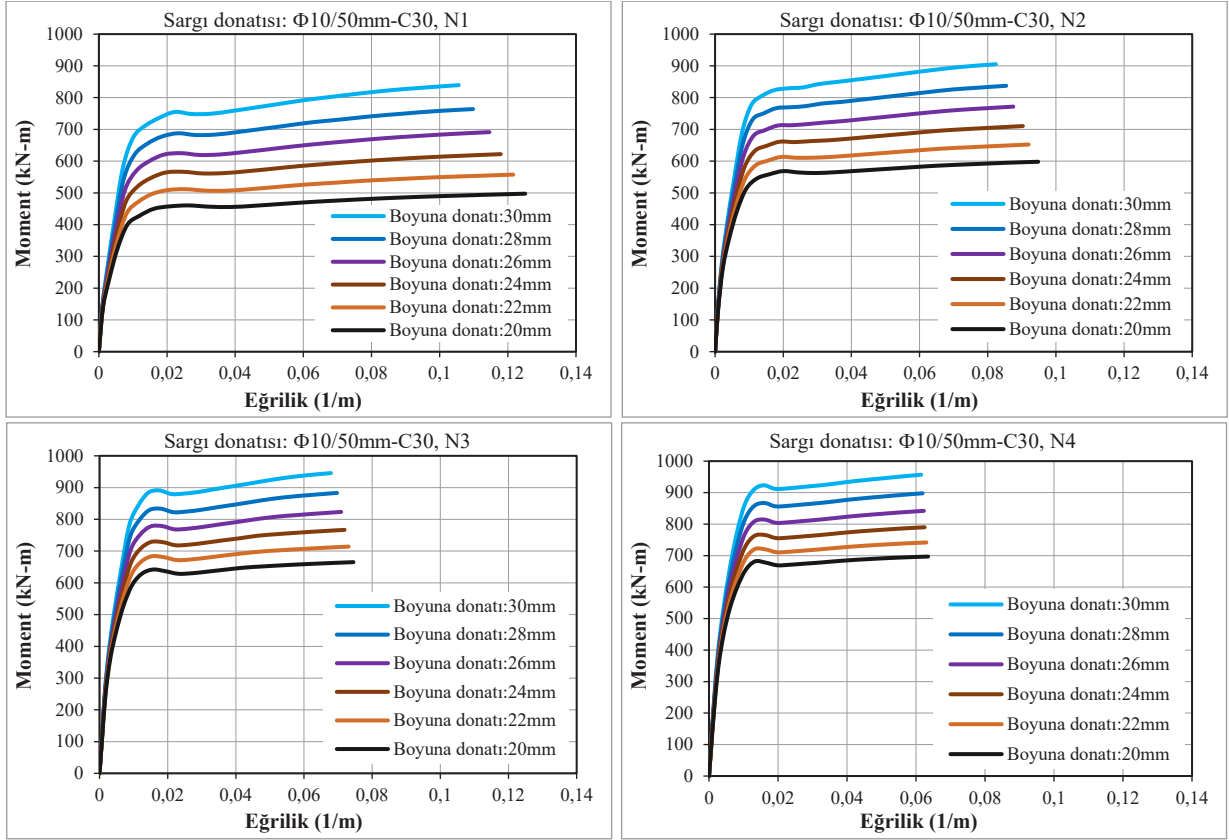 Sargı donatısı: Φ10/50mm-C30, N1
Moment (kN-m)
1000
900
800
700
600
500
400
300
200
100
0
Boyuna donatı:30mm
Boyuna donatı:28mm
Boyuna donatı:26mm
Boyuna donatı:24mm
Boyuna donatı:22mm
Boyuna donatı:20mm
0 0,02 0,04 0,06 0,08 0,1 0,12 0,14
Eğrilik (1/m)
Sargı donatısı: Φ10/50mm-C30, N2
Moment (kN-m)
1000
900
800
700
600
500
400
300
200
100
0
Boyuna donatı:30mm
Boyuna donatı:28mm
Boyuna donatı:26mm
Boyuna donatı:24mm
Boyuna donatı:22mm
Boyuna donatı:20mm
0 0,02 0,04 0,06 0,08 0,1 0,12 0,14
Eğrilik (1/m)
Sargı donatısı: Φ10/50mm-C30, N3
Moment (kN-m)
1000
900
800
700
600
500
400
300
200
100
0
Boyuna donatı:30mm
Boyuna donatı:28mm
Boyuna donatı:26mm
Boyuna donatı:24mm
Boyuna donatı:22mm
Boyuna donatı:20mm
0 0,02 0,04 0,06 0,08 0,1 0,12 0,14
Eğrilik (1/m)
Sargı donatısı: Φ10/50mm-C30, N4
Moment (kN-m)
1000
900
800
700
600
500
400
300
200
100
0
Boyuna donatı:30mm
Boyuna donatı:28mm
Boyuna donatı:26mm
Boyuna donatı:24mm
Boyuna donatı:22mm
Boyuna donatı:20mm
0 0,02 0,04 0,06 0,08 0,1 0,12 0,14
Eğrilik (1/m)